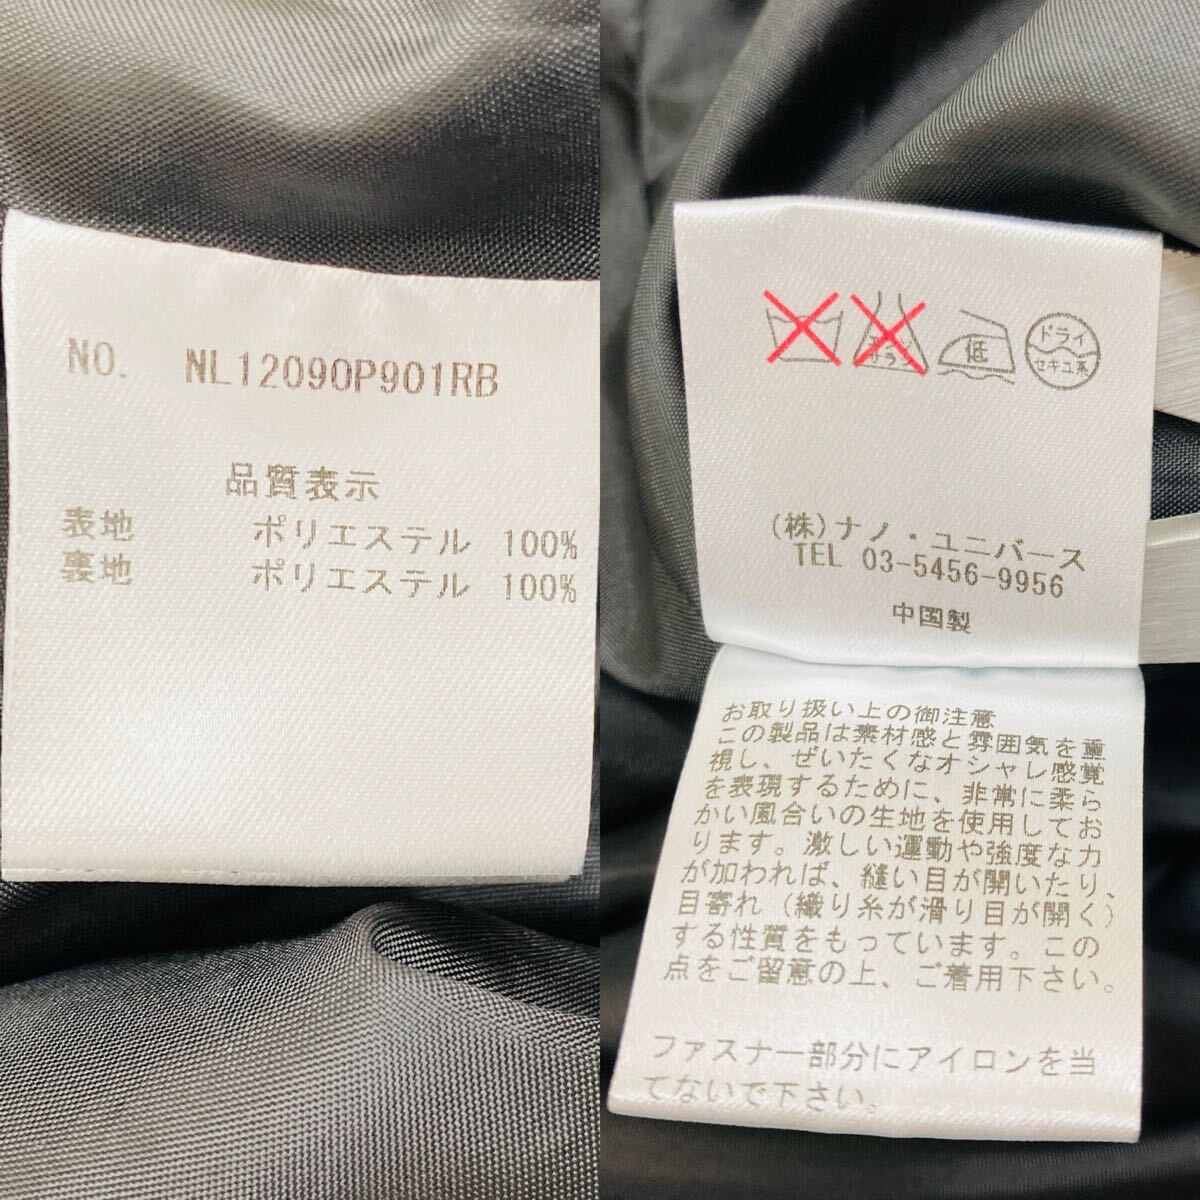 NO. NL12090P901RB
品質表示
表地 ポリエステル 100%
裏地 ポリエステル 100%
エンソ サラシ
低
ドライ
セキユ系
(株)ナノ・ユニバース
TEL 03-5456-9956
中国製
お取り扱い上の御注意
この製品は素材感と雰囲気を重
視し、ぜいたくなオシャレ感覚
を表現するために、非常に柔ら
かい風合いの生地を使用してお
ります。激しい運動や強度な力
が加われば、縫い目が開いたり、
目寄れ(織り糸が滑り目が開く)
する性質をもっています。この
点をご留意の上、ご着用下さい。
ファスナー部分にアイロンを当
てないで下さい。